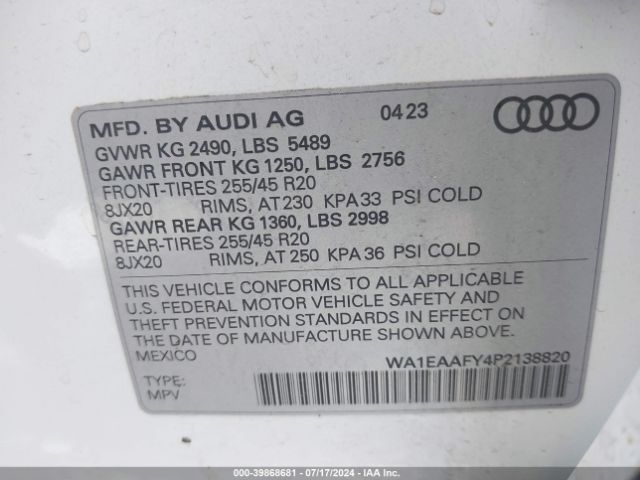 MFD. BY AUDI AG 04 23
GVWR KG 2490, LBS 5489
GAWR FRONT KG 1250, LBS 2756
FRONT-TIRES 255/45 R20
8JX20 RIMS, AT 230 KPA 33 PSI COLD
GAWR REAR KG 1360, LBS 2998
REAR-TIRES 255/45 R20
8JX20 RIMS, AT 250 KPA 36 PSI COLD
THIS VEHICLE CONFORMS TO ALL APPLICABLE
U.S. FEDERAL MOTOR VEHICLE SAFETY AND
THEFT PREVENTION STANDARDS IN EFFECT ON
THE DATE OF MANUFACTURE SHOWN ABOVE.
MEXICO
WA1EAAFY4P2138820
TYPE:
MPV
000-39868681 - 07/17/2024 - IAA Inc.